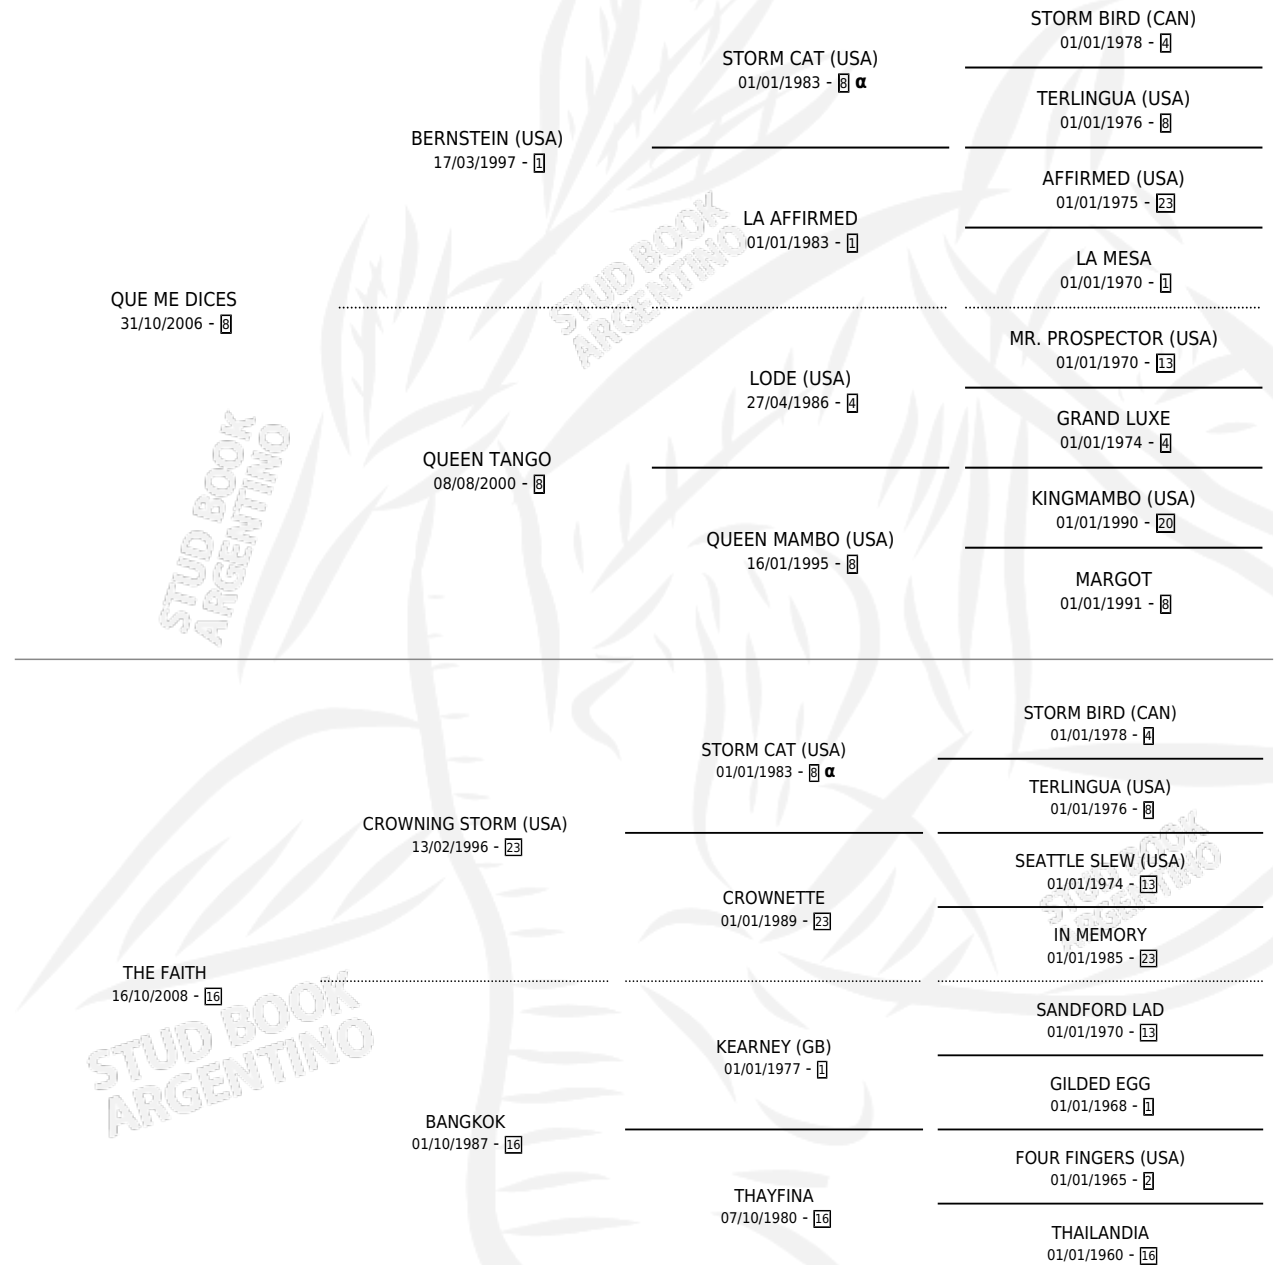 STORM BIRD (CAN)
01/01/1978 - 4
STORM CAT (USA)
01/01/1983 - 8 α
TERLINGUA (USA)
01/01/1976 - 8
BERNSTEIN (USA)
17/03/1997 - 1
AFFIRMED (USA)
01/01/1975 - 23
LA AFFIRMED
01/01/1983 - 1
LA MESA
01/01/1970 - 1
QUE ME DICES
31/10/2006 - 8
MR. PROSPECTOR (USA)
01/01/1970 - 13
LODE (USA)
27/04/1986 - 4
GRAND LUXE
01/01/1974 - 4
QUEEN TANGO
08/08/2000 - 8
KINGMAMBO (USA)
01/01/1990 - 20
QUEEN MAMBO (USA)
16/01/1995 - 8
MARGOT
01/01/1991 - 8
STORM BIRD (CAN)
01/01/1978 - 4
STORM CAT (USA)
01/01/1983 - 8 α
TERLINGUA (USA)
01/01/1976 - 8
CROWNING STORM (USA)
13/02/1996 - 23
SEATTLE SLEW (USA)
01/01/1974 - 13
CROWNETTE
01/01/1989 - 23
IN MEMORY
01/01/1985 - 23
THE FAITH
16/10/2008 - 16
SANDFORD LAD
01/01/1970 - 13
KEARNEY (GB)
01/01/1977 - 1
GILDED EGG
01/01/1968 - 1
BANGKOK
01/10/1987 - 16
FOUR FINGERS (USA)
01/01/1965 - 2
THAYFINA
07/10/1980 - 16
THAILANDIA
01/01/1960 - 16
STUD BOOK
ARGENTINO
STUD BOOK
ARGENTINO
STUD BOOK
ARGENTINO
STUD BOOK
ARGENTINO